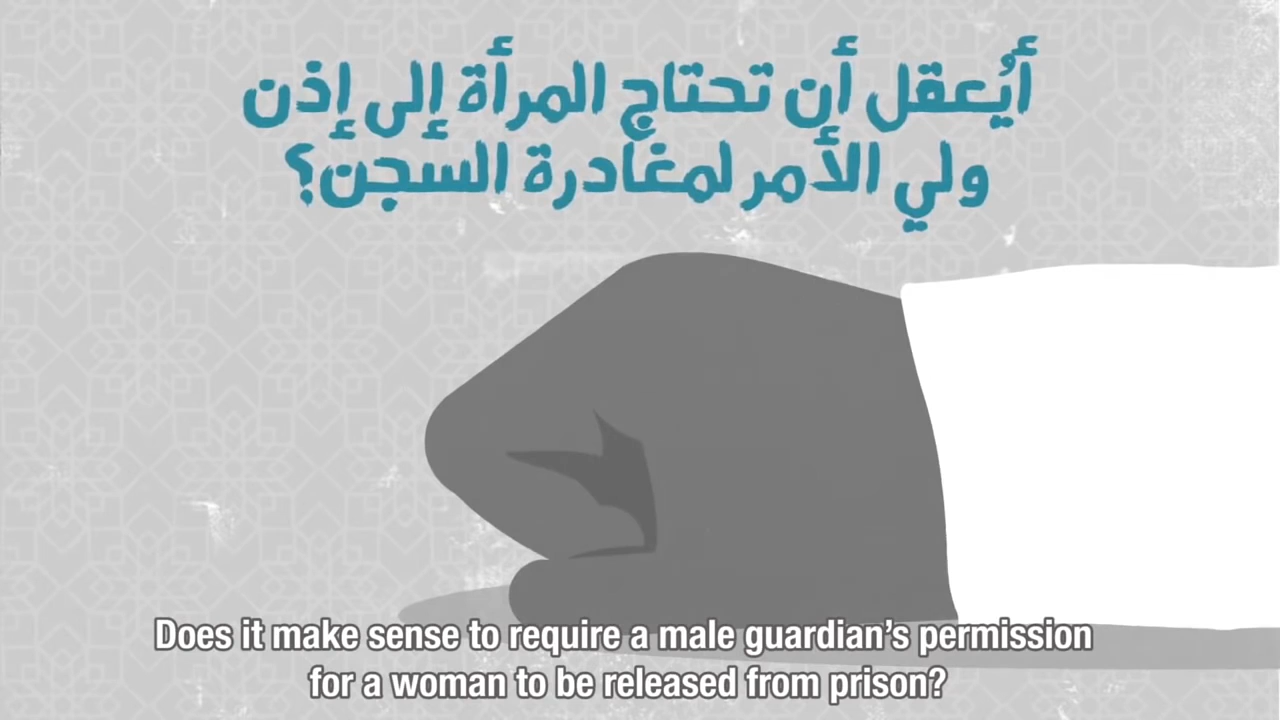 أيُعقل أن تحتاج المرأة إلى إذن
ولي الأمر لمغادرة السجن؟
Does it make sense to require a male guardian’s permission
for a woman to be released from prison?